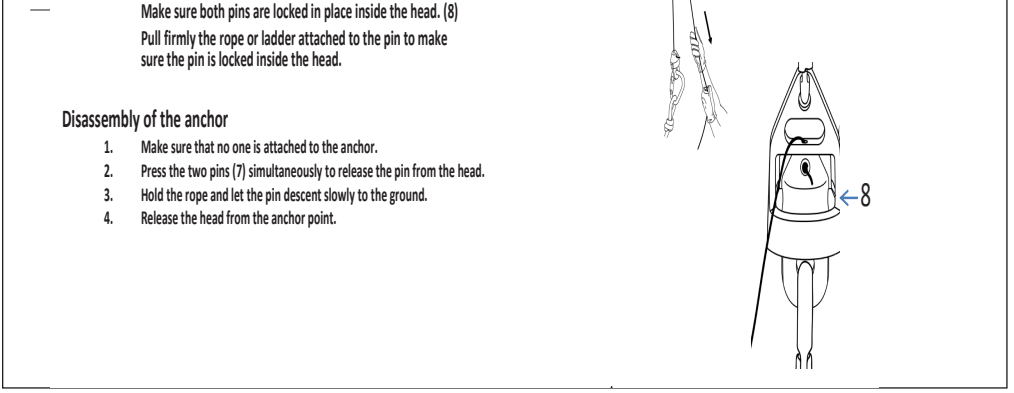 Make sure both pins are locked in place inside the head. (8)
Pull firmly the rope or ladder attached to the pin to make
sure the pin is locked inside the head.
Disassembly of the anchor
1. Make sure that no one is attached to the anchor.
2. Press the two pins (7) simultaneously to release the pin from the head.
3. Hold the rope and let the pin descent slowly to the ground.
4. Release the head from the anchor point.
8